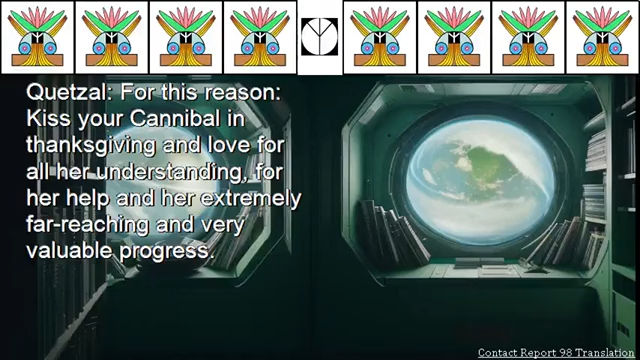 Quetzal: For this reason:
Kiss your Cannibal in
thanksgiving and love for
all her understanding, for
her help and her extremely
far-reaching and very
valuable progress.
Contact Report 98 Translation